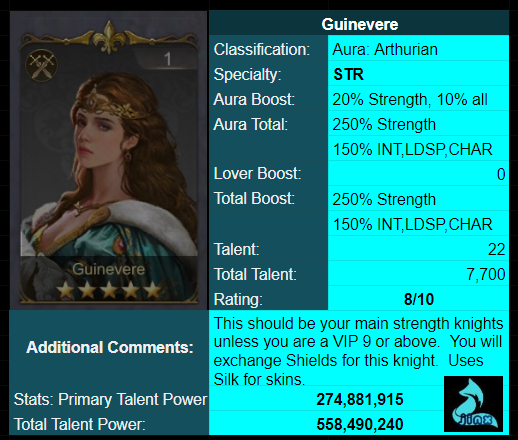 Guinevere
1
Guinevere
Classification: Aura: Arthurian
Specialty: STR
Aura Boost: 20% Strength, 10% all
Aura Total: 250% Strength
150% INT,LDSP,CHAR
Lover Boost: 0
Total Boost: 250% Strength
150% INT,LDSP,CHAR
Talent: 22
Total Talent: 7,700
Rating: 8/10
Additional Comments:
This should be your main strength knights
unless you are a VIP 9 or above. You will
exchange Shields for this knight. Uses
Silk for skins.
Stats: Primary Talent Power 274,881,915
Total Talent Power: 558,490,240